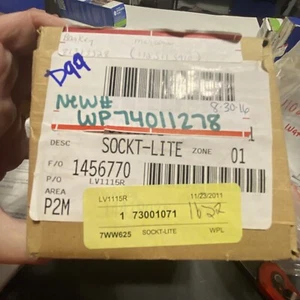 D99
8-30-16
NEW#
WP74011278
1
DESC SOCKT-LITE ZONE 01
F/O 1456770
P/O LV1115R
AREA
P2M
LV1115R 11/23/2011
1 73001071
7WW625 SOCKT-LITE WPL